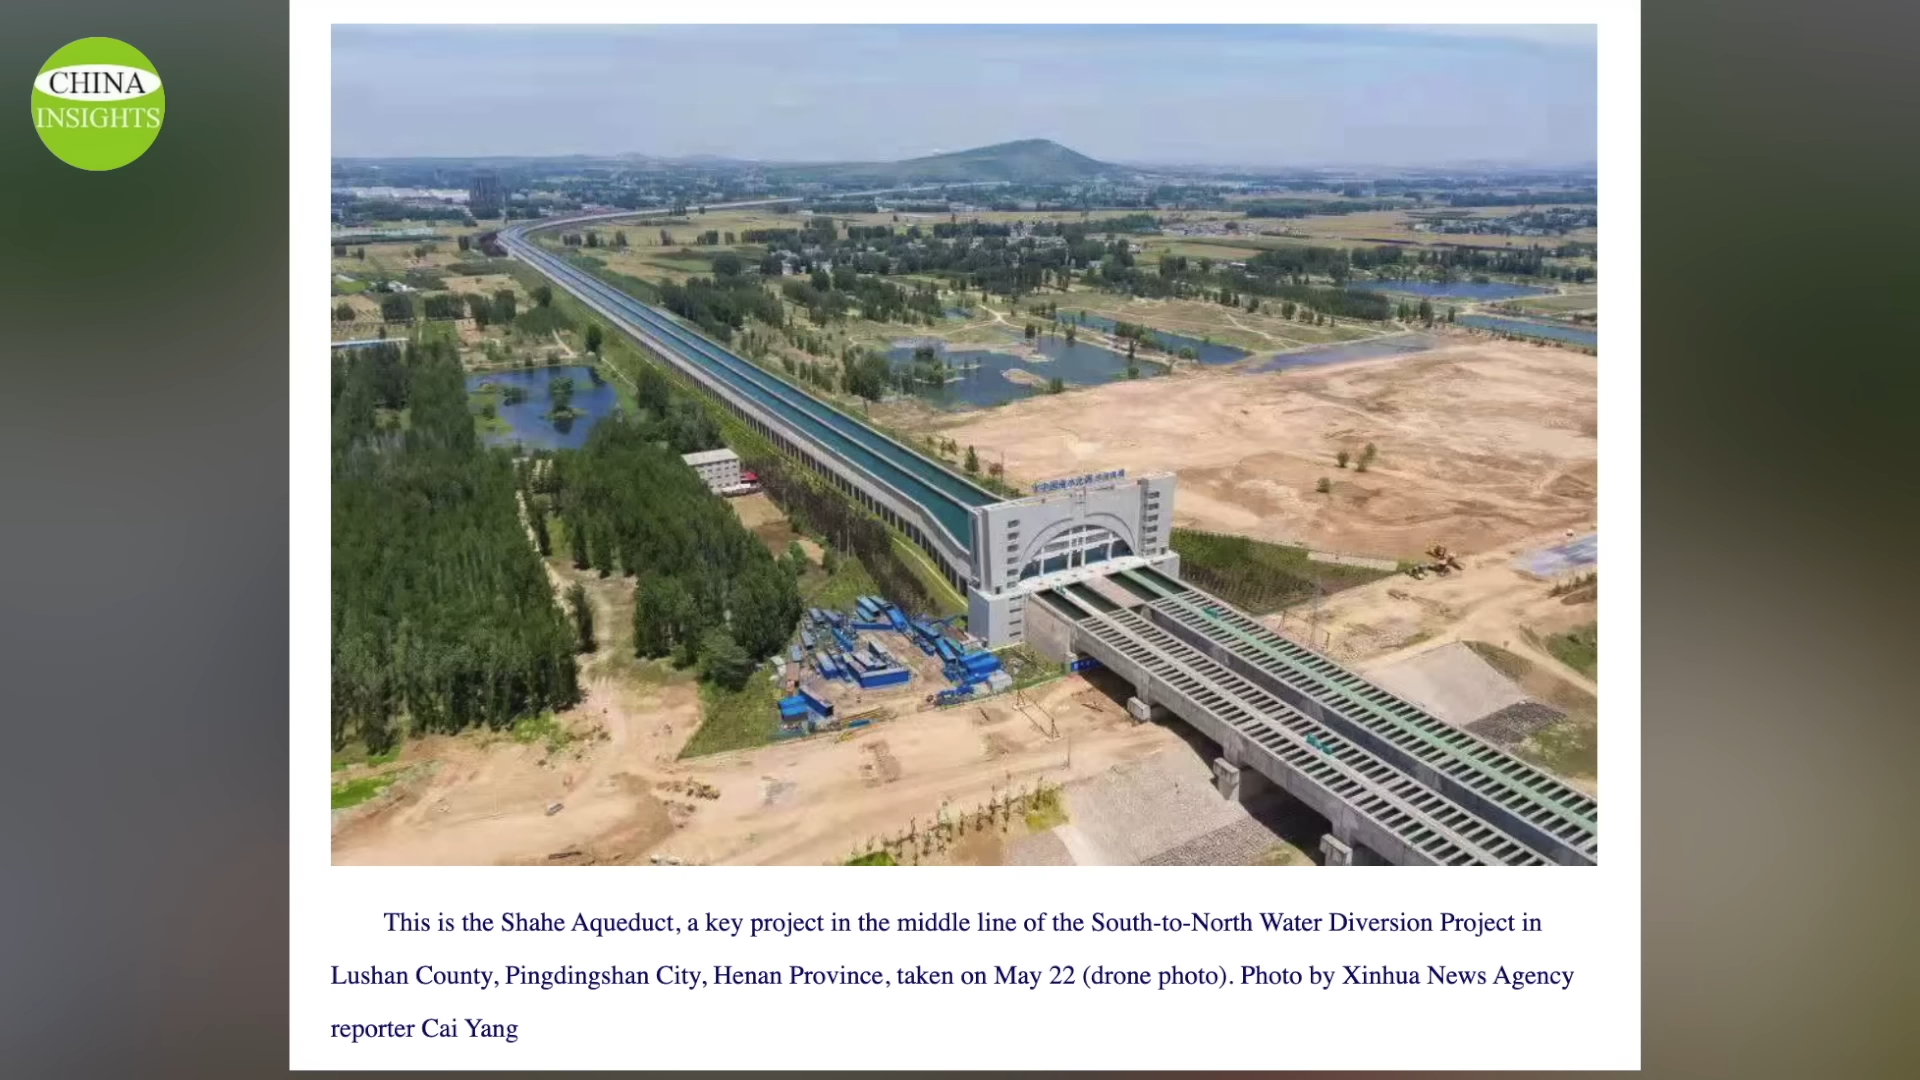 CHINA
INSIGHTS
This is the Shahe Aqueduct, a key project in the middle line of the South-to-North Water Diversion Project in
Lushan County, Pingdingshan City, Henan Province, taken on May 22 (drone photo). Photo by Xinhua News Agency
reporter Cai Yang